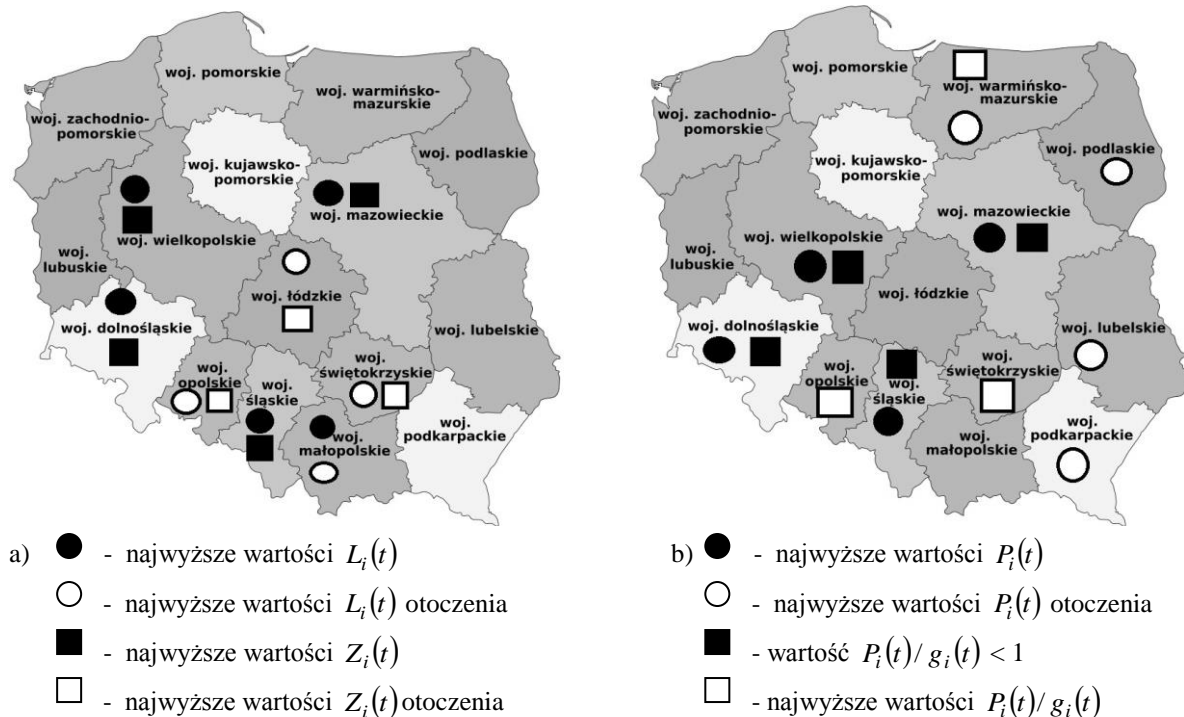 woj. pomorskie
woj. warmińsko-
mazurskie
woj. zachodnio-
pomorskie
woj. podlaskie
woj. kujawsko-
pomorskie
woj. mazowieckie
woj. wielkopolskie
woj.
lubuskie
woj. łódzkie
woj. dolnośląskie
woj. lubelskie
woj.
opolskie
woj.
śląskie
woj.
świętokrzyskie
woj.
małopolskie
woj.
podkarpackie
a) - najwyższe wartości L_i(t)
- najwyższe wartości L_i(t) otoczenia
- najwyższe wartości Z_i(t)
- najwyższe wartości Z_i(t) otoczenia
woj. pomorskie
woj. warmińsko-
mazurskie
woj. zachodnio-
pomorskie
woj. podlaskie
woj. kujawsko-
pomorskie
woj. mazowieckie
woj. wielkopolskie
woj.
lubuskie
woj. łódzkie
woj. dolnośląskie
woj. lubelskie
woj.
opolskie
woj.
śląskie
woj.
świętokrzyskie
woj.
małopolskie
woj.
podkarpackie
b) - najwyższe wartości P_i(t)
- najwyższe wartości P_i(t) otoczenia
- wartość P_i(t)/ g_i(t) < 1
- najwyższe wartości P_i(t)/ g_i(t)